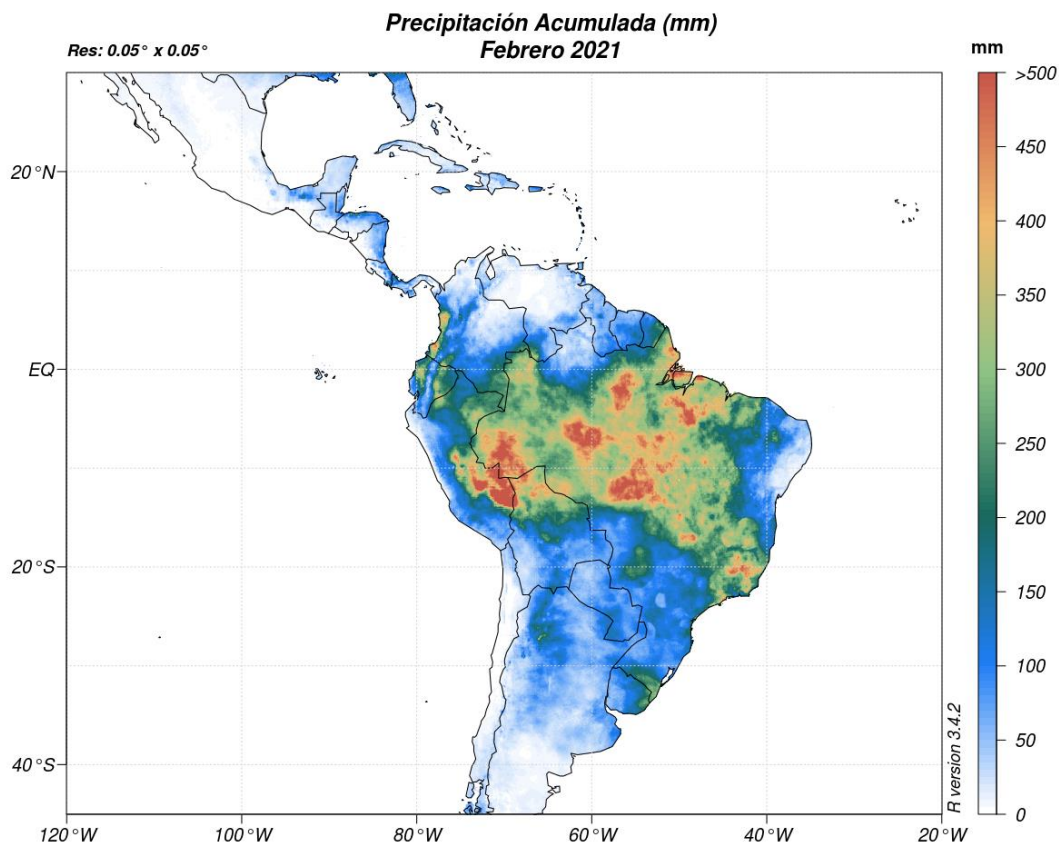 Precipitación Acumulada (mm)
Febrero 2021
Res: 0.05° x 0.05°
mm
>500
450
400
350
300
250
200
150
100
50
0
20°N
EQ
20°S
40°S
120°W
100°W
80°W
60°W
40°W
20°W
R version 3.4.2